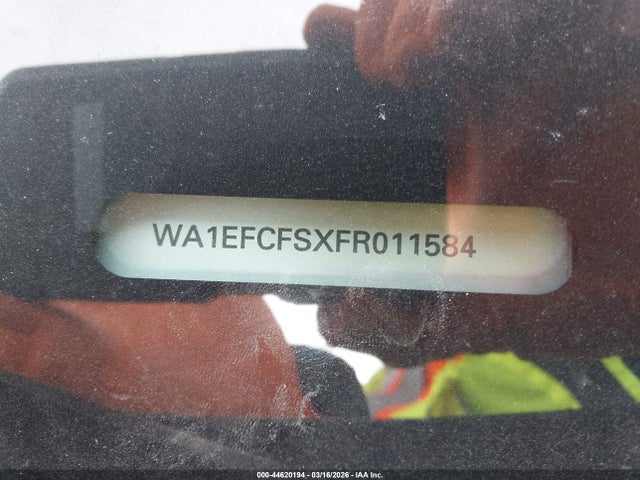 WA1EFCFSXFR011584
000-44620194 - 03/16/2026 - IAA Inc.